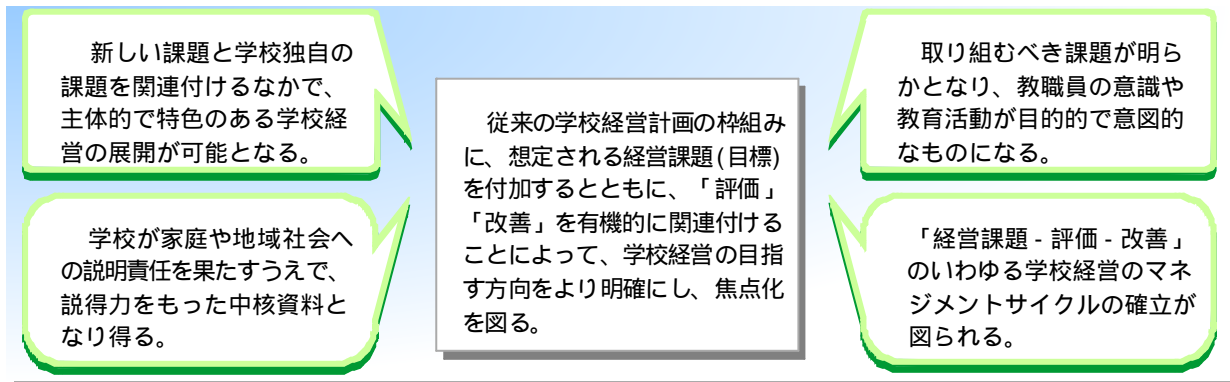 新しい課題と学校独自の
課題を関連付けるなかで、
主体的で特色のある学校経
営の展開が可能となる。
学校が家庭や地域社会へ
の説明責任を果たすうえで、
説得力をもった中核資料と
なり得る。
従来の学校経営計画の枠組み
に、想定される経営課題(目標)
を付加するとともに、「評価」
「改善」を有機的に関連付ける
ことによって、学校経営の目指
す方向をより明確にし、焦点化
を図る。
取り組むべき課題が明ら
かとなり、教職員の意識や
教育活動が目的的で意図的
なものになる。
「経営課題-評価-改善」
のいわゆる学校経営のマネ
ジメントサイクルの確立が
図られる。